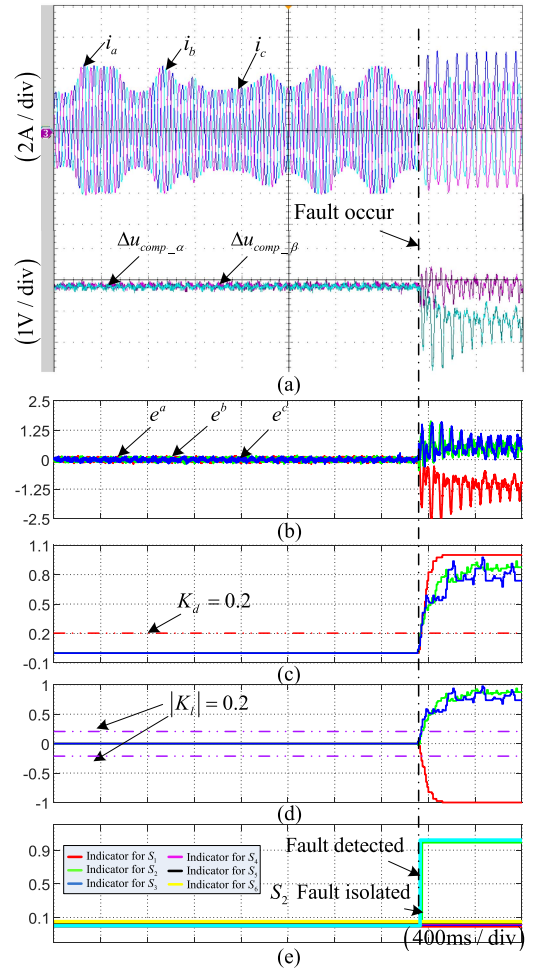 i_a
i_b
i_c
3
(2A / div)
Fault occur
Δu_comp_α
Δu_comp_β
(1V / div)
(a)
2.5
1.25
0
-1.25
-2.5
e^a
e^b
e^c
(b)
1.1
0.8
0.5
0.2
-0.1
K_d = 0.2
(c)
1
0.5
0
-0.5
-1
|K_l| = 0.2
(d)
0.9
0.5
0.1
Indicator for S_1
Indicator for S_2
Indicator for S_3
Indicator for S_4
Indicator for S_5
Indicator for S_6
Fault detected
S_2 Fault isolated
(400ms / div)
(e)